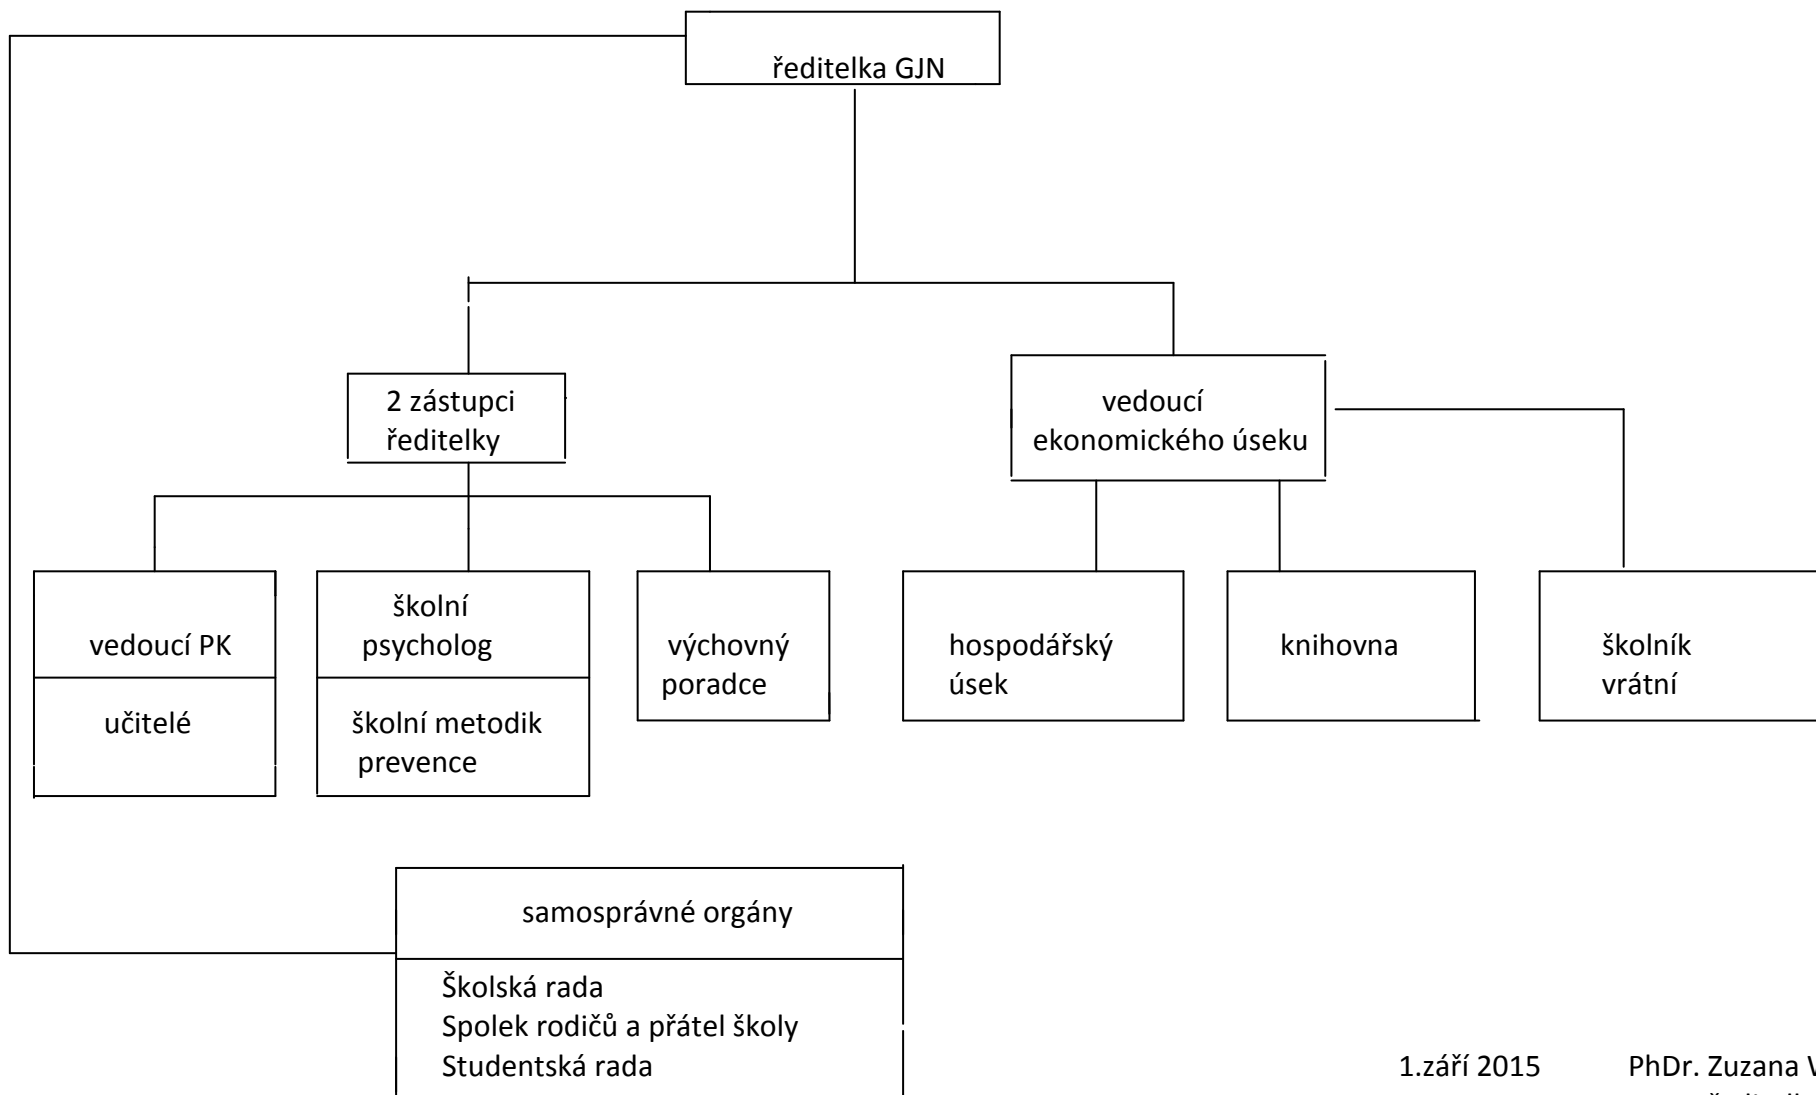 ředitelka GJN
2 zástupci
ředitelky
vedoucí
ekonomického úseku
vedoucí PK
učitelé
školní
psycholog
školní metodik
prevence
výchovný
poradce
hospodářský
úsek
knihovna
školník
vrátní
samosprávné orgány
Školská rada
Spolek rodičů a přátel školy
Studentská rada
1.září 2015
PhDr. Zuzana